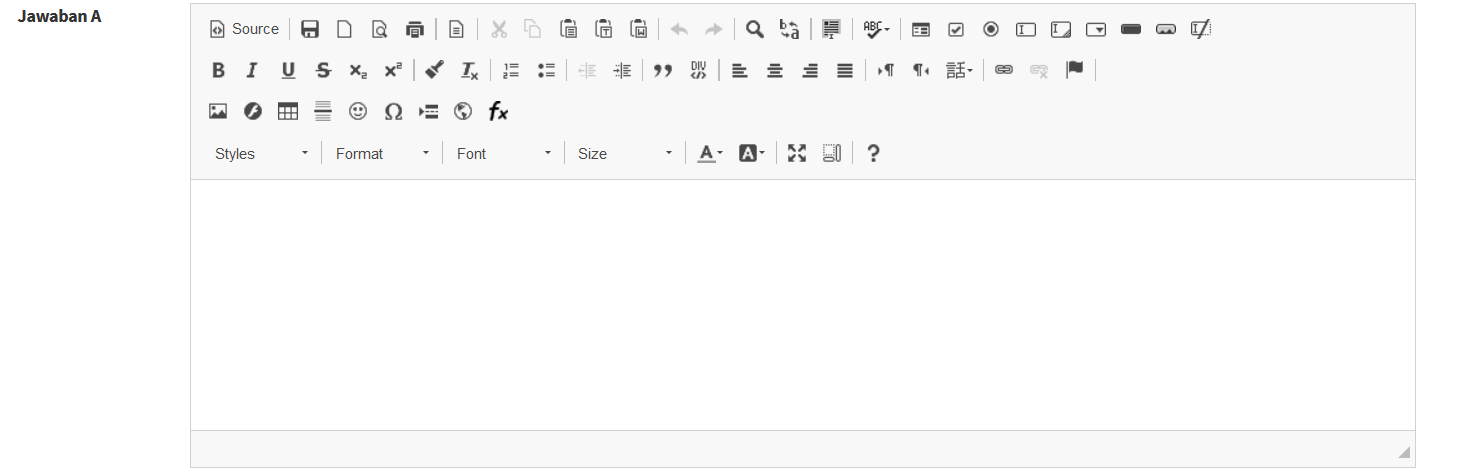 Jawaban A
Source
Styles Format Font Size